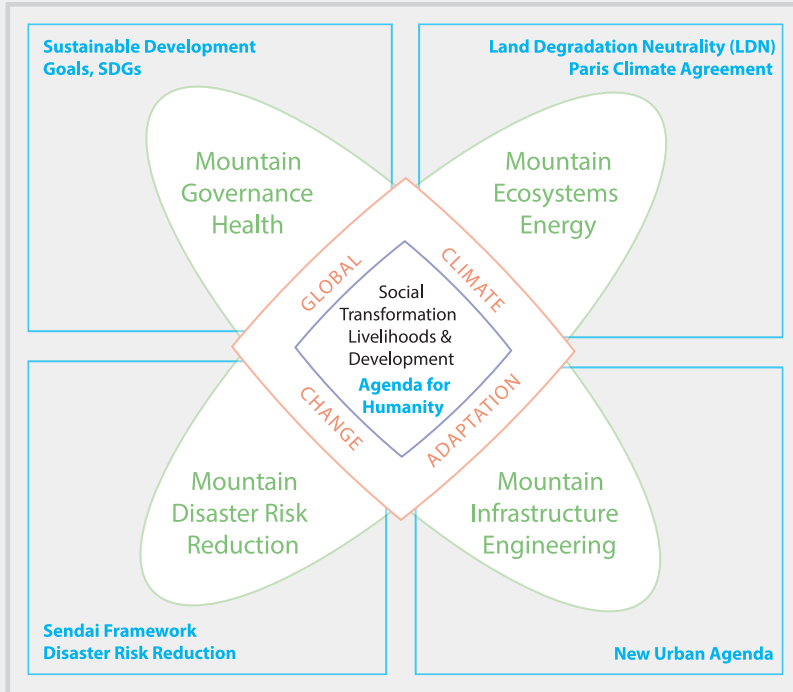 Sustainable Development
Goals, SDGs
Land Degradation Neutrality (LDN)
Paris Climate Agreement
Mountain
Governance
Health
Mountain
Ecosystems
Energy
GLOBAL
CLIMATE
Social
Transformation
Livelihoods &
Development
Agenda for
Humanity
CHANGE
ADAPTATION
Mountain
Disaster Risk
Reduction
Mountain
Infrastructure
Engineering
Sendai Framework
Disaster Risk Reduction
New Urban Agenda